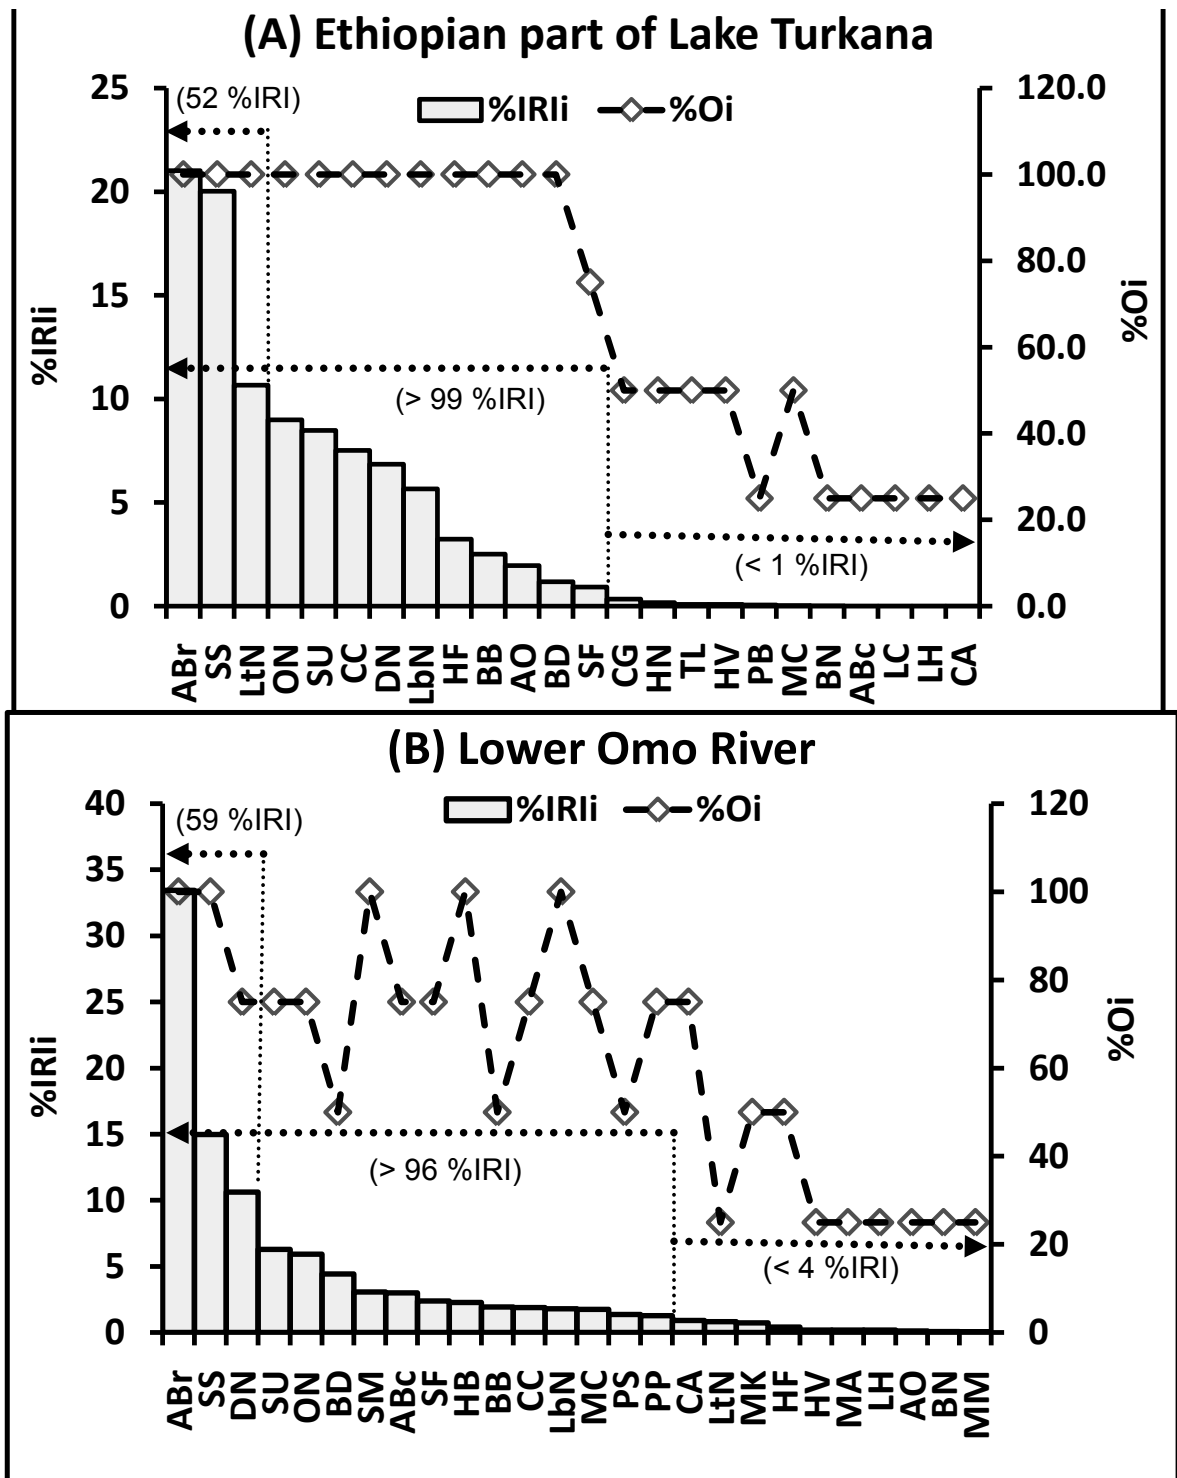 (A) Ethiopian part of Lake Turkana
25 (52 %IRI) %IRIi %Oi 120.0
20 100.0
15 80.0
%IRIi %Oi
60.0
10 (> 99 %IRI)
40.0
5
20.0
(< 1 %IRI)
0 0.0
ABr SS LtN ON SU CC DN LbN HF BB AO BD SF CG HN TL HV PB MC BN ABc LC LH CA
(B) Lower Omo River
40 (59 %IRI) %IRIi %Oi 120
35
100
30
25 80
%IRIi %Oi
20 60
15
(> 96 %IRI)
40
10
20
5 (< 4 %IRI)
0 0
ABr SS DN SU ON BD SM ABc SF HB BB CC LbN MC PS PP CA LtN MK HF HV MA LH AO BN MM